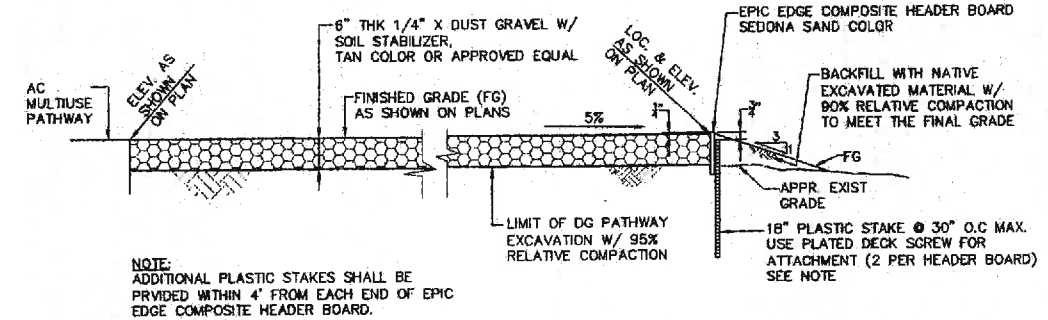 6" THK 1/4" X DUST GRAVEL W/
SOIL STABILIZER,
TAN COLOR OR APPROVED EQUAL
EPIC EDGE COMPOSITE HEADER BOARD
SEDONA SAND COLOR
AC
MULTIUSE
PATHWAY
ELEV. AS
SHOWN
ON PLAN
FINISHED GRADE (FG)
AS SHOWN ON PLANS
LOC. & ELEV.
AS SHOWN
ON PLAN
5%
3"
4
BACKFILL WITH NATIVE
EXCAVATED MATERIAL W/
90% RELATIVE COMPACTION
TO MEET THE FINAL GRADE
3
1
FG
APPR. EXIST
GRADE
LIMIT OF DG PATHWAY
EXCAVATION W/ 95%
RELATIVE COMPACTION
18" PLASTIC STAKE @ 30" O.C MAX.
USE PLATED DECK SCREW FOR
ATTACHMENT (2 PER HEADER BOARD)
SEE NOTE
NOTE:
ADDITIONAL PLASTIC STAKES SHALL BE
PRVIDED WITHIN 4' FROM EACH END OF EPIC
EDGE COMPOSITE HEADER BOARD.